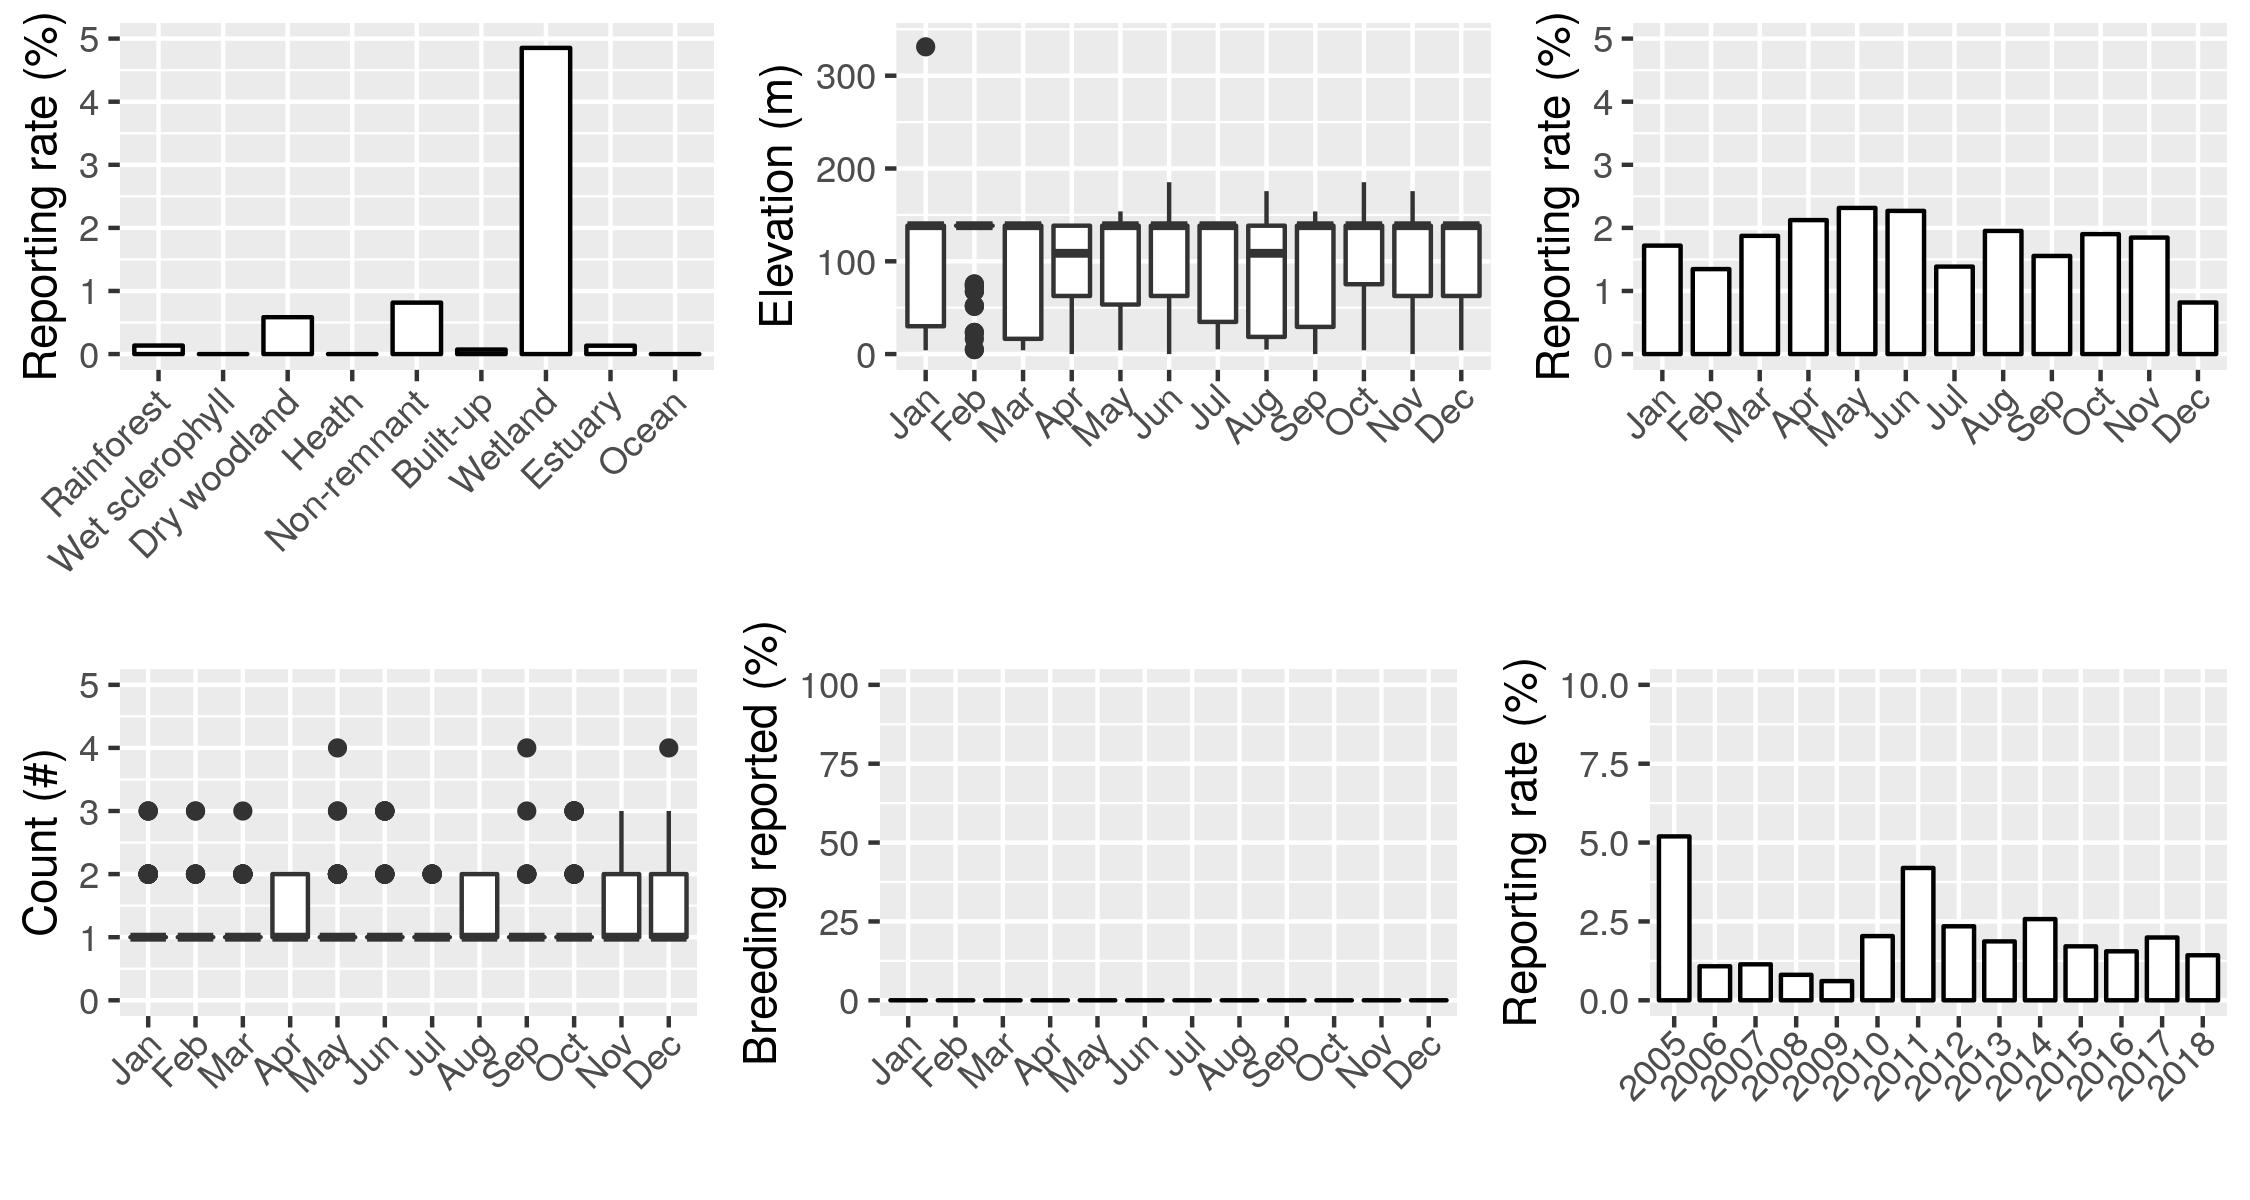 Reporting rate (%)
5
4
3
2
1
0
Rainforest
Wet sclerophyll
Dry woodland
Heath
Non-remnant
Built-up
Wetland
Estuary
Ocean
Elevation (m)
300
200
100
0
Jan
Feb
Mar
Apr
May
Jun
Jul
Aug
Sep
Oct
Nov
Dec
Reporting rate (%)
5
4
3
2
1
0
Jan
Feb
Mar
Apr
May
Jun
Jul
Aug
Sep
Oct
Nov
Dec
Count (#)
5
4
3
2
1
0
Jan
Feb
Mar
Apr
May
Jun
Jul
Aug
Sep
Oct
Nov
Dec
Breeding reported (%)
100
75
50
25
0
Jan
Feb
Mar
Apr
May
Jun
Jul
Aug
Sep
Oct
Nov
Dec
Reporting rate (%)
10.0
7.5
5.0
2.5
0.0
2005
2006
2007
2008
2009
2010
2011
2012
2013
2014
2015
2016
2017
2018